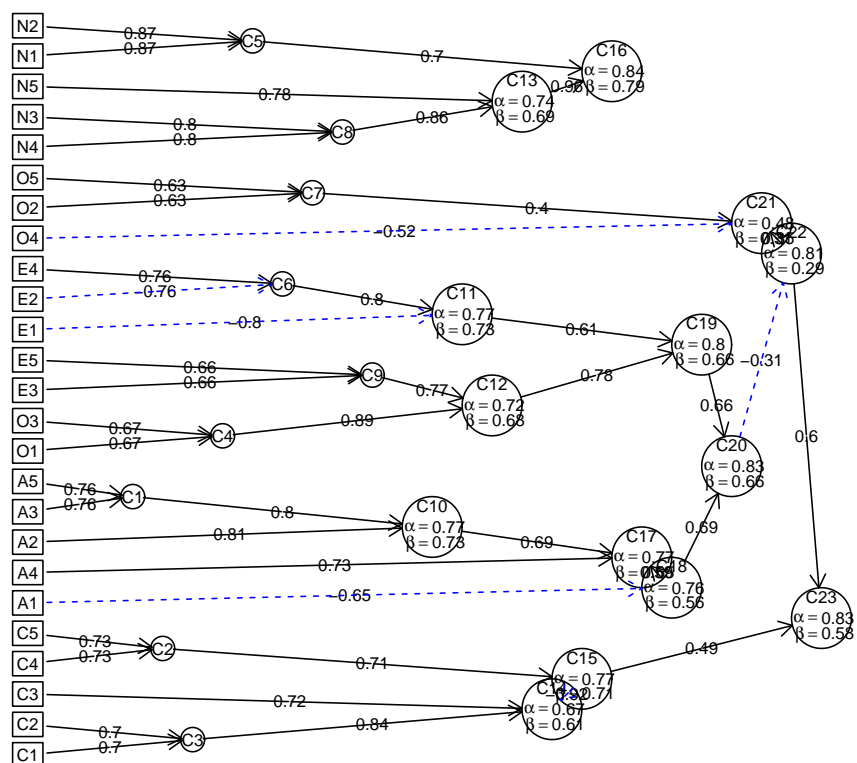 N2
0.87
N1
0.87
C5
0.7
C16
α = 0.84
β = 0.79
N5
0.78
C13
α = 0.74
β = 0.69
N3
0.8
N4
0.8
C8
0.86
O5
0.63
O2
0.63
C7
0.4
C21
α = 0.48
O4
−0.52
α = 0.81
β = 0.29
E4
0.76
E2
−0.76
C6
0.8
C11
α = 0.77
β = 0.73
E1
−0.8
0.61
C19
α = 0.8
β = 0.66
−0.31
E5
0.66
E3
0.66
C9
0.77
C12
α = 0.72
β = 0.68
0.78
O3
0.67
O1
0.67
C4
0.89
0.66
0.6
C20
α = 0.83
β = 0.66
A5
0.76
A3
0.76
C1
0.8
C10
α = 0.77
β = 0.73
A2
0.81
0.69
0.69
C17
α = 0.77
A4
0.73
α = 0.76
β = 0.56
A1
−0.65
C23
α = 0.83
β = 0.58
C5
0.73
C4
0.73
C2
0.71
C15
α = 0.77
0.49
C3
0.72
α = 0.67
β = 0.61
C2
0.7
C1
0.7
C3
0.84